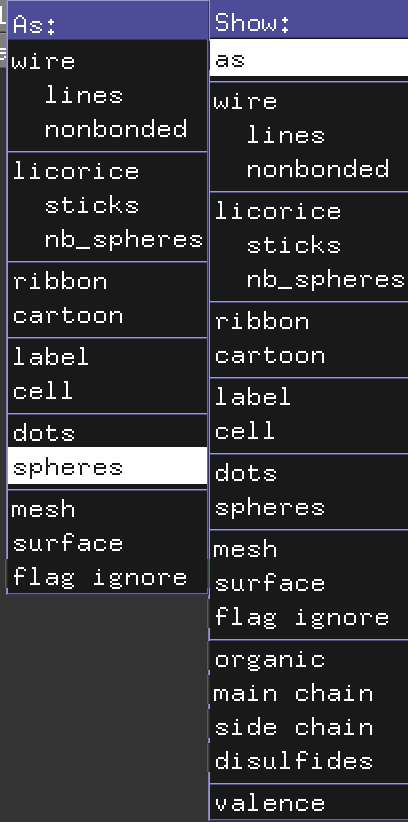 As:
wire
lines
nonbonded
licorice
sticks
nb_spheres
ribbon
cartoon
label
cell
dots
spheres
mesh
surface
flag ignore
Show:
as
wire
lines
nonbonded
licorice
sticks
nb_spheres
ribbon
cartoon
label
cell
dots
spheres
mesh
surface
flag ignore
organic
main chain
side chain
disulfides
valence